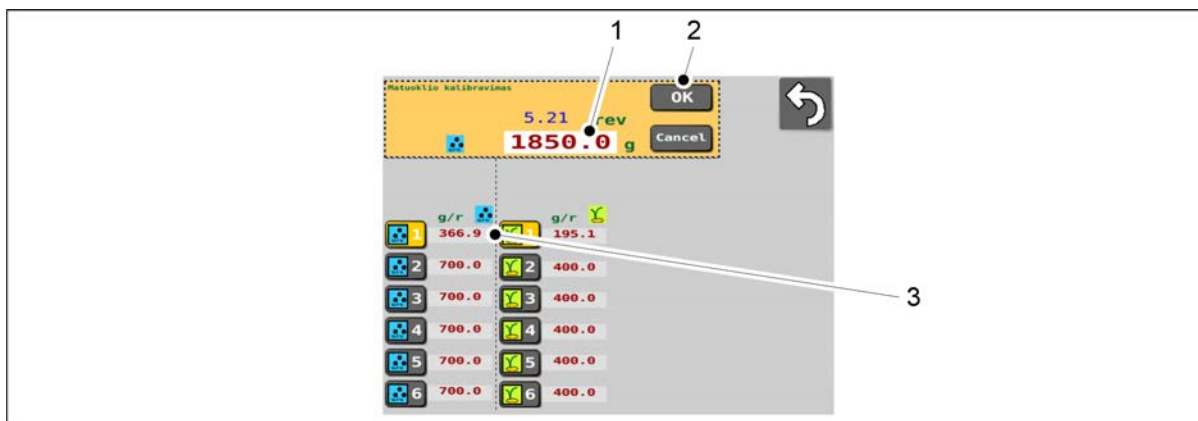 1 2
Matuoklio kalibravimas
OK
5.21 rev
1850.0 g
Cancel
g/r g/r
1 366.9 1 195.1
2 700.0 2 400.0
3 700.0 3 400.0
4 700.0 4 400.0
5 700.0 5 400.0
6 700.0 6 400.0
3